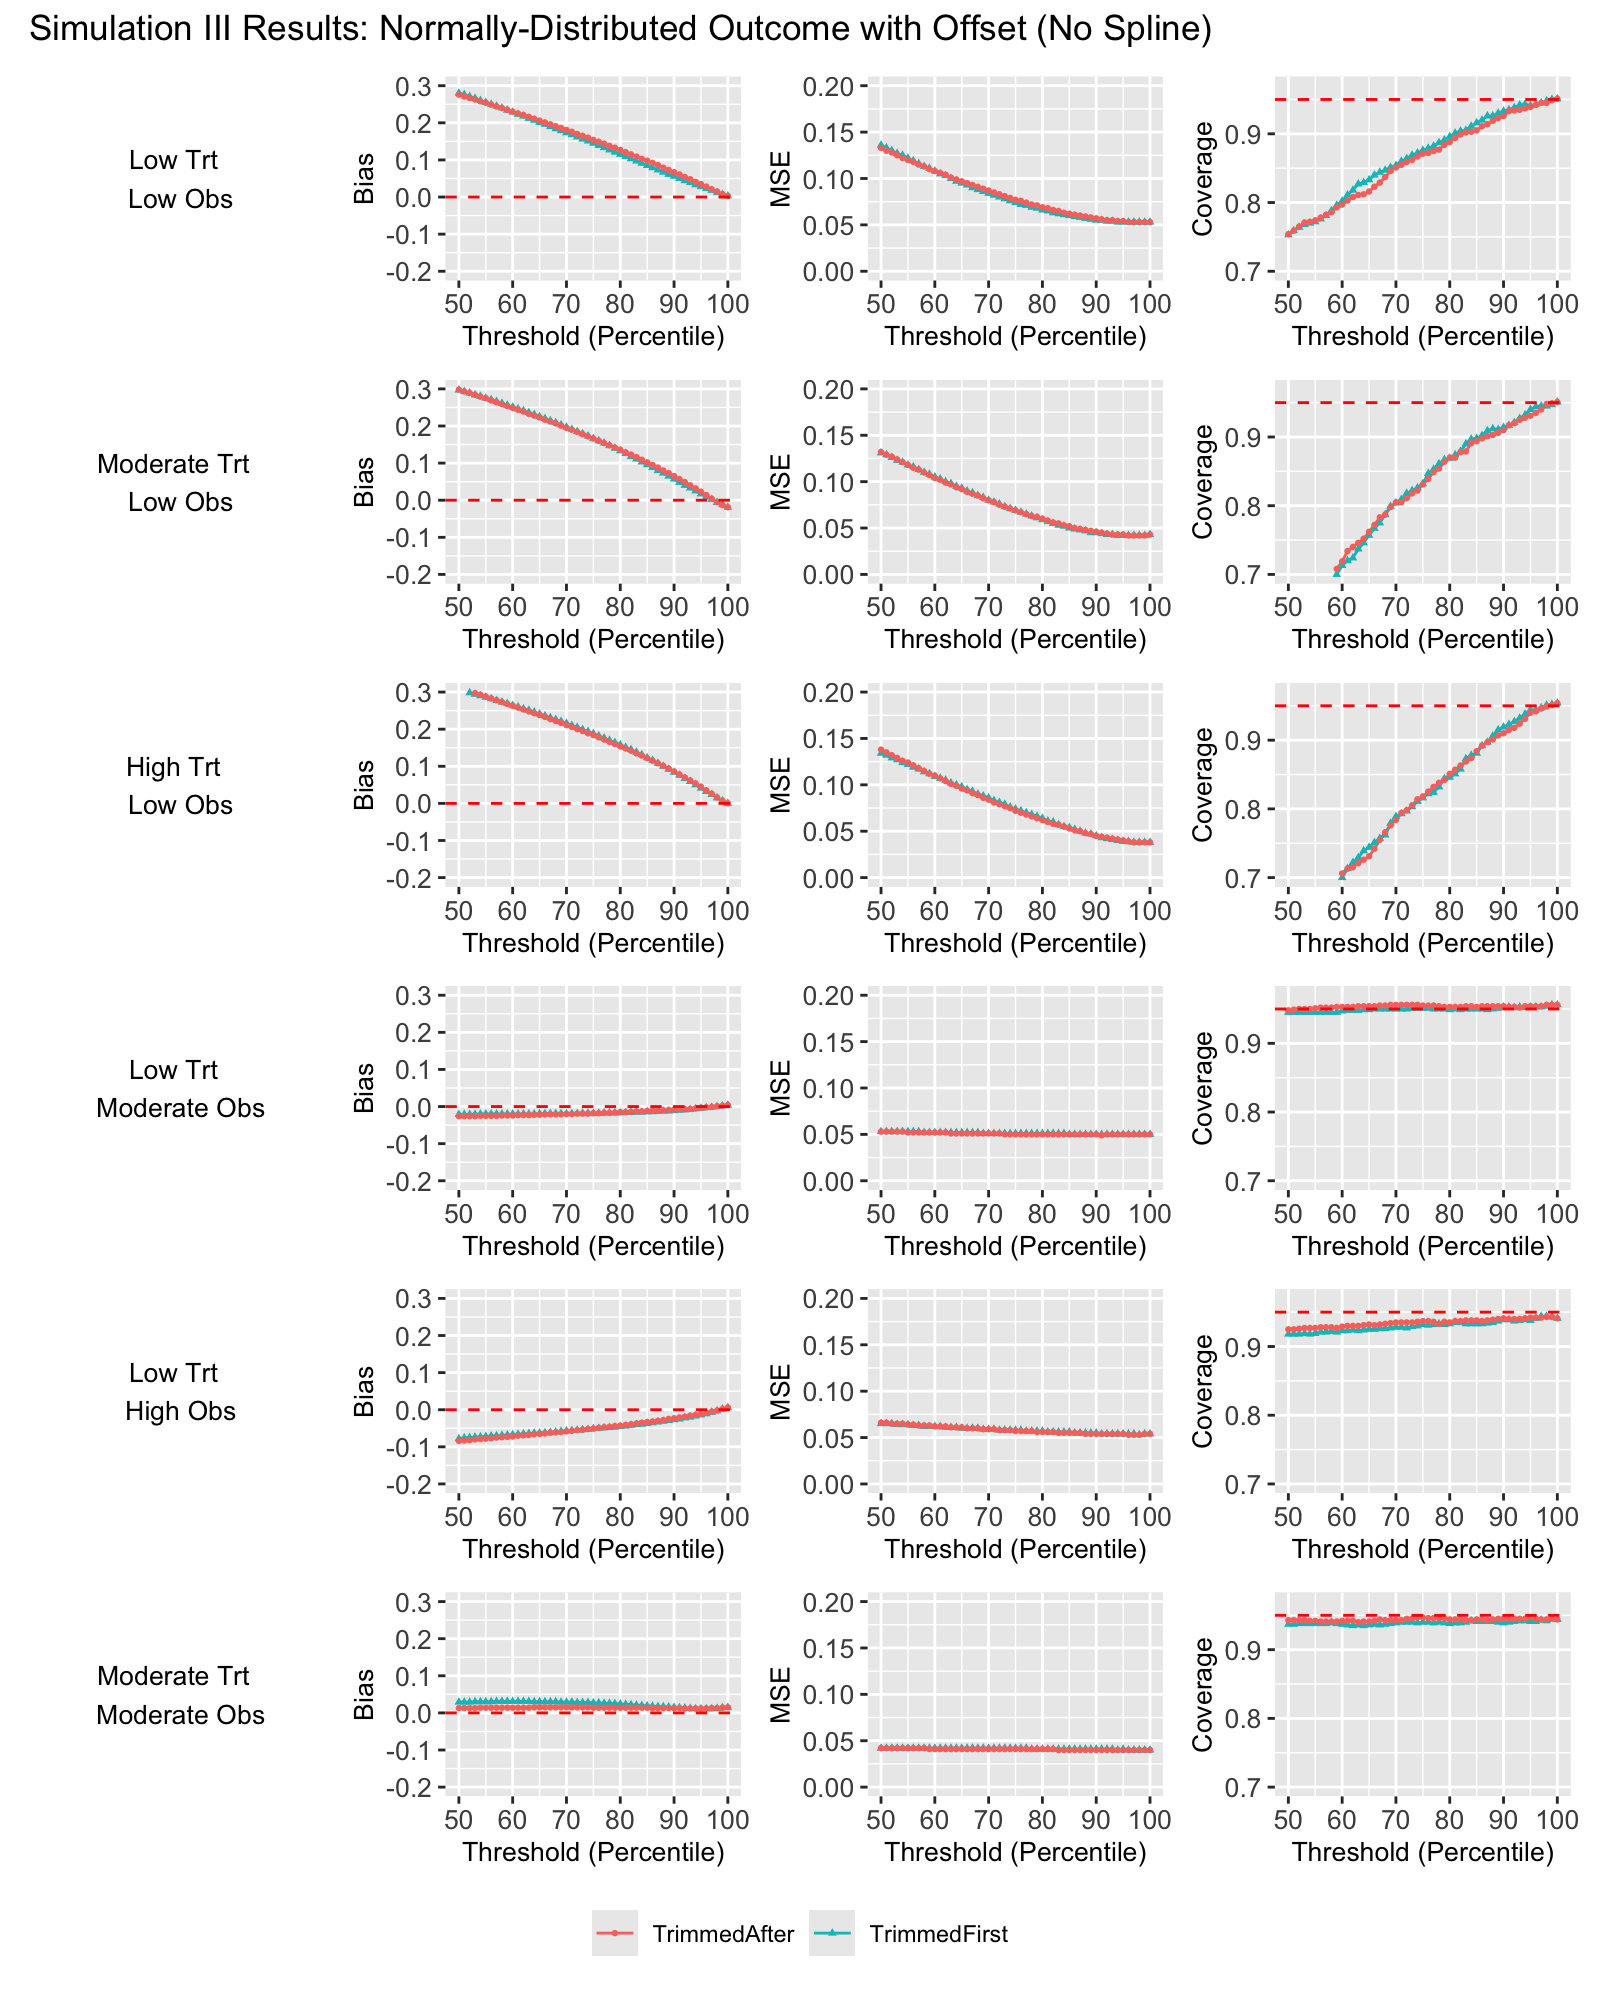 Simulation III Results: Normally-Distributed Outcome with Offset (No Spline)
Low Trt
Low Obs
Bias
0.3
0.2
0.1
0.0
-0.1
-0.2
50 60 70 80 90 100
Threshold (Percentile)
MSE
0.20
0.15
0.10
0.05
0.00
50 60 70 80 90 100
Threshold (Percentile)
Coverage
0.9
0.8
0.7
50 60 70 80 90 100
Threshold (Percentile)
Moderate Trt
Low Obs
Bias
0.3
0.2
0.1
0.0
-0.1
-0.2
50 60 70 80 90 100
Threshold (Percentile)
MSE
0.20
0.15
0.10
0.05
0.00
50 60 70 80 90 100
Threshold (Percentile)
Coverage
0.9
0.8
0.7
50 60 70 80 90 100
Threshold (Percentile)
High Trt
Low Obs
Bias
0.3
0.2
0.1
0.0
-0.1
-0.2
50 60 70 80 90 100
Threshold (Percentile)
MSE
0.20
0.15
0.10
0.05
0.00
50 60 70 80 90 100
Threshold (Percentile)
Coverage
0.9
0.8
0.7
50 60 70 80 90 100
Threshold (Percentile)
Low Trt
Moderate Obs
Bias
0.3
0.2
0.1
0.0
-0.1
-0.2
50 60 70 80 90 100
Threshold (Percentile)
MSE
0.20
0.15
0.10
0.05
0.00
50 60 70 80 90 100
Threshold (Percentile)
Coverage
0.9
0.8
0.7
50 60 70 80 90 100
Threshold (Percentile)
Low Trt
High Obs
Bias
0.3
0.2
0.1
0.0
-0.1
-0.2
50 60 70 80 90 100
Threshold (Percentile)
MSE
0.20
0.15
0.10
0.05
0.00
50 60 70 80 90 100
Threshold (Percentile)
Coverage
0.9
0.8
0.7
50 60 70 80 90 100
Threshold (Percentile)
Moderate Trt
Moderate Obs
Bias
0.3
0.2
0.1
0.0
-0.1
-0.2
50 60 70 80 90 100
Threshold (Percentile)
MSE
0.20
0.15
0.10
0.05
0.00
50 60 70 80 90 100
Threshold (Percentile)
Coverage
0.9
0.8
0.7
50 60 70 80 90 100
Threshold (Percentile)
TrimmedAfter TrimmedFirst